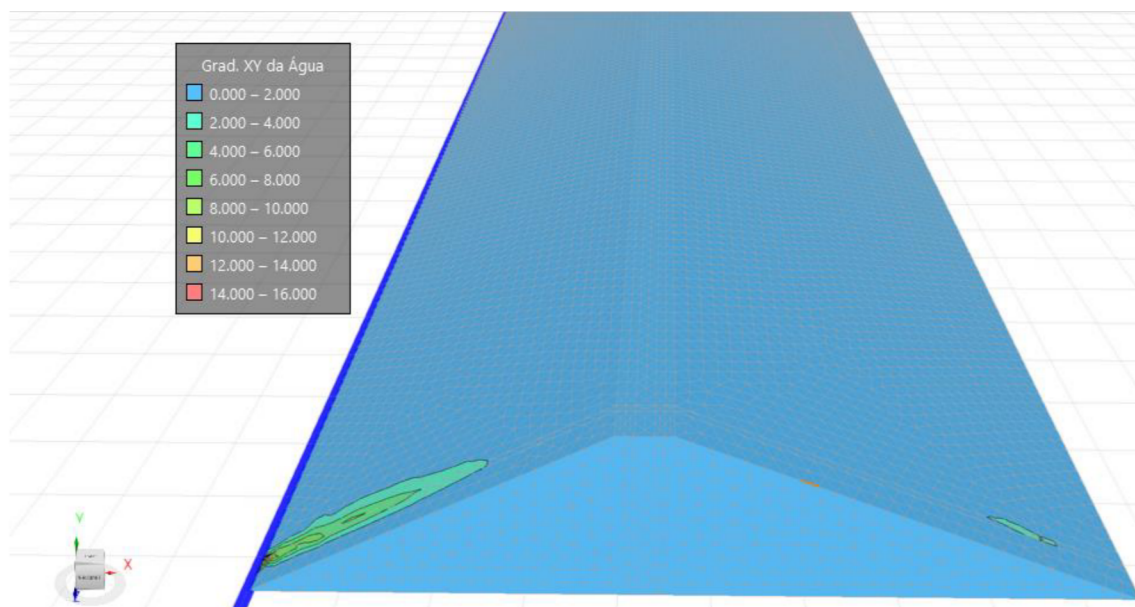 Grad. XY da Água
0.000 – 2.000
2.000 – 4.000
4.000 – 6.000
6.000 – 8.000
8.000 – 10.000
10.000 – 12.000
12.000 – 14.000
14.000 – 16.000
Y
X